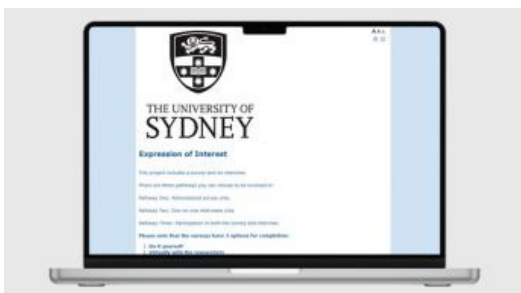 AAA
THE UNIVERSITY OF
SYDNEY
Expression of Interest
This project includes a survey and an interview.
There are three pathways you can choose to be involved in:
Pathway One: Administered survey only.
Pathway Two: One-on-one interviews only.
Pathway Three: Participation in both the survey and interview.
Please note that the surveys have 3 options for completion:
1. Do-it-yourself
2. Virtually with the researchers